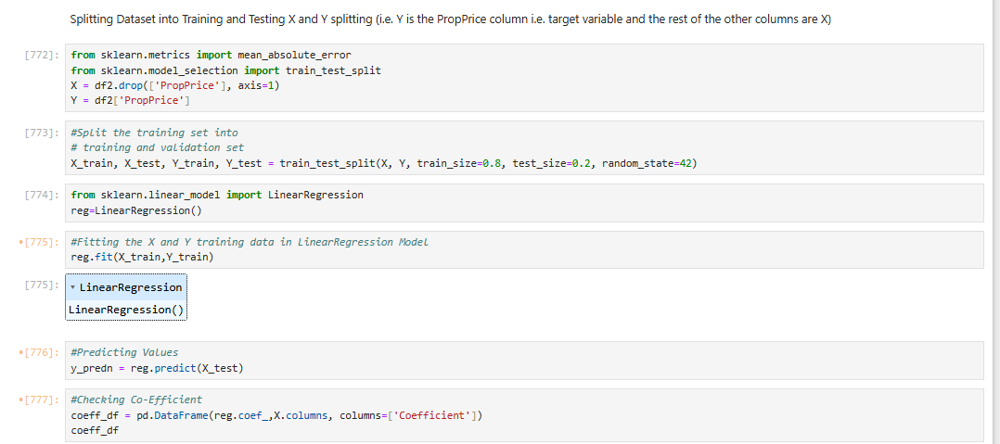 Splitting Dataset into Training and Testing X and Y splitting (i.e. Y is the PropPrice column i.e. target variable and the rest of the other columns are X)
[772]: from sklearn.metrics import mean_absolute_error
from sklearn.model_selection import train_test_split
X = df2.drop(['PropPrice'], axis=1)
Y = df2['PropPrice']
[773]: #Split the training set into
# training and validation set
X_train, X_test, Y_train, Y_test = train_test_split(X, Y, train_size=0.8, test_size=0.2, random_state=42)
[774]: from sklearn.linear_model import LinearRegression
reg=LinearRegression()
•[775]: #Fitting the X and Y training data in LinearRegression Model
reg.fit(X_train,Y_train)
[775]: ▾ LinearRegression
LinearRegression()
•[776]: #Predicting Values
y_predn = reg.predict(X_test)
•[777]: #Checking Co-Efficient
coeff_df = pd.DataFrame(reg.coef_,X.columns, columns=['Coefficient'])
coeff_df